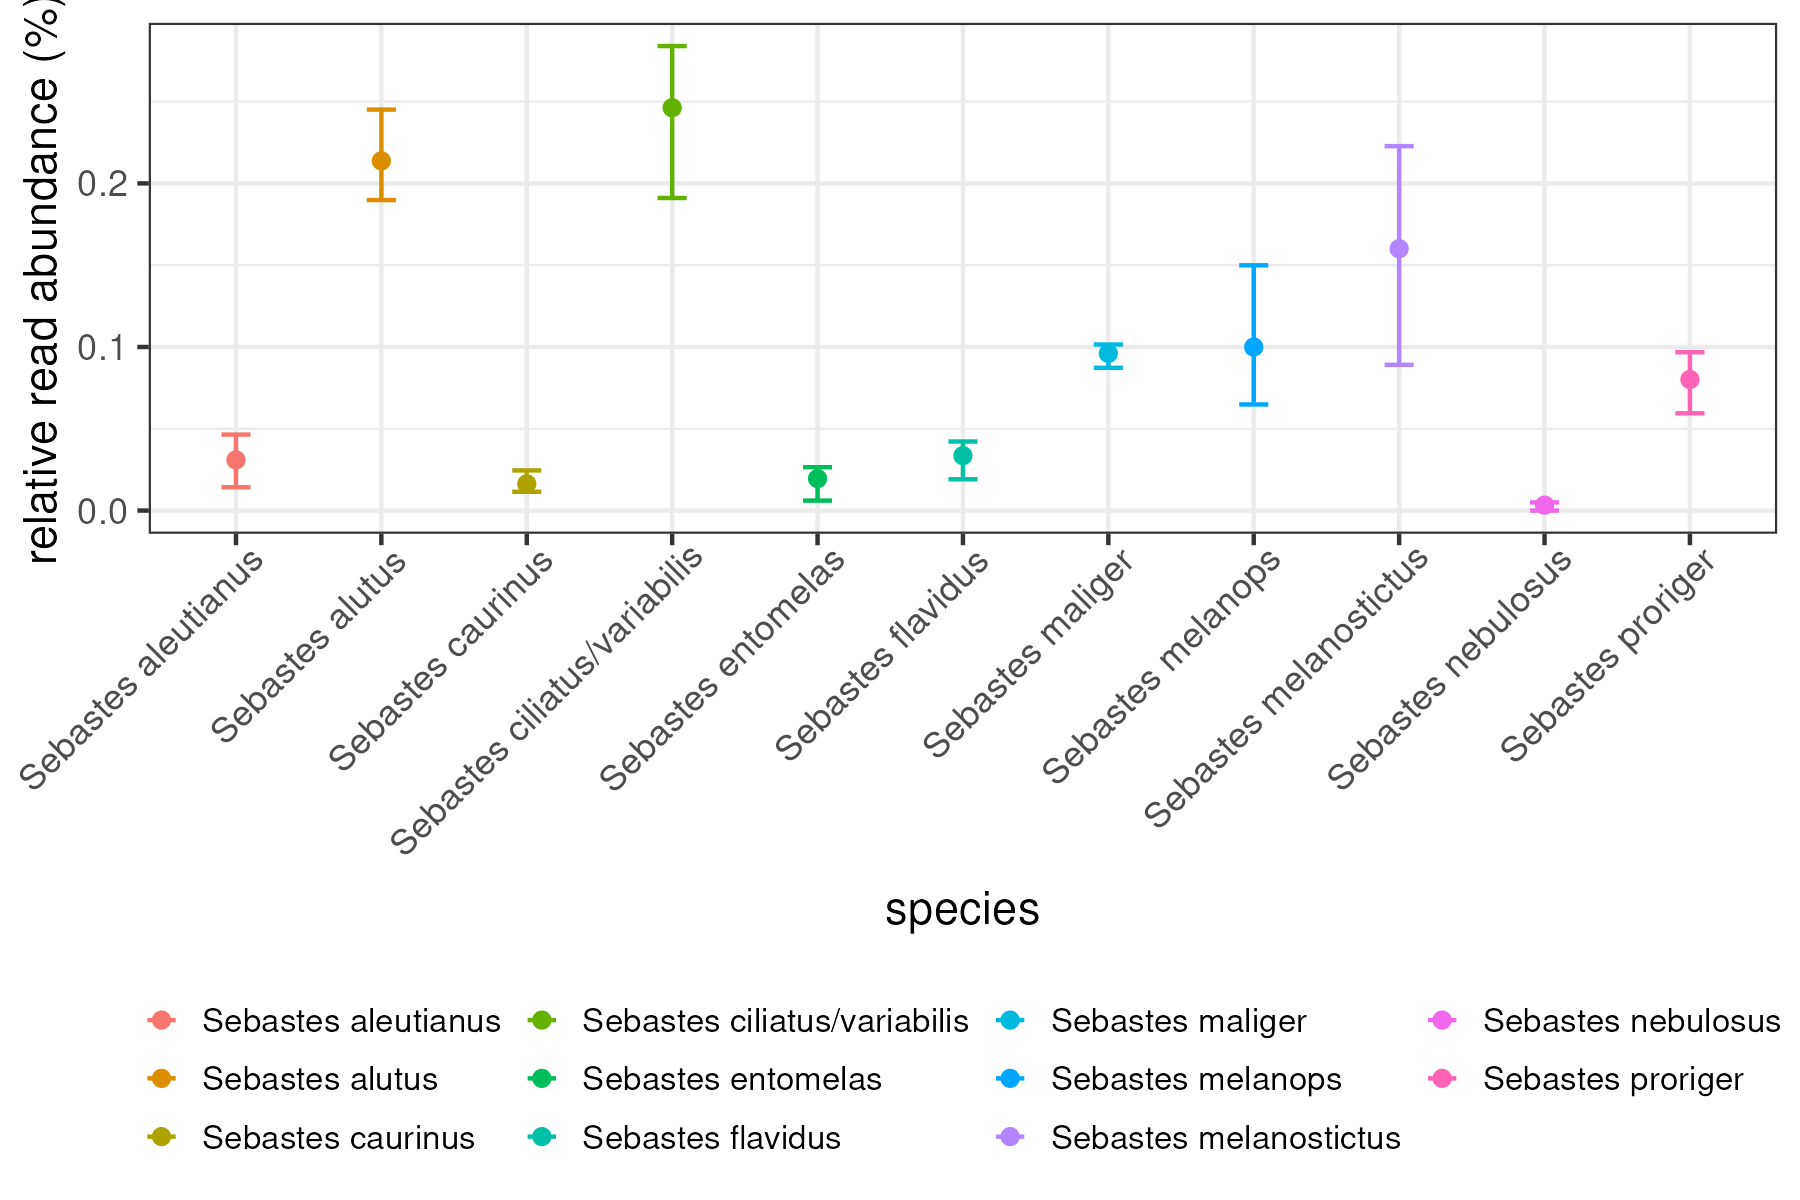 relative read abundance (%)
0.2
0.1
0.0
Sebastes aleutianus
Sebastes alutus
Sebastes caurinus
Sebastes ciliatus/variabilis
Sebastes entomelas
Sebastes flavidus
Sebastes maliger
Sebastes melanops
Sebastes melanostictus
Sebastes nebulosus
Sebastes proriger
species
Sebastes aleutianus
Sebastes alutus
Sebastes caurinus
Sebastes ciliatus/variabilis
Sebastes entomelas
Sebastes flavidus
Sebastes maliger
Sebastes melanops
Sebastes melanostictus
Sebastes nebulosus
Sebastes proriger